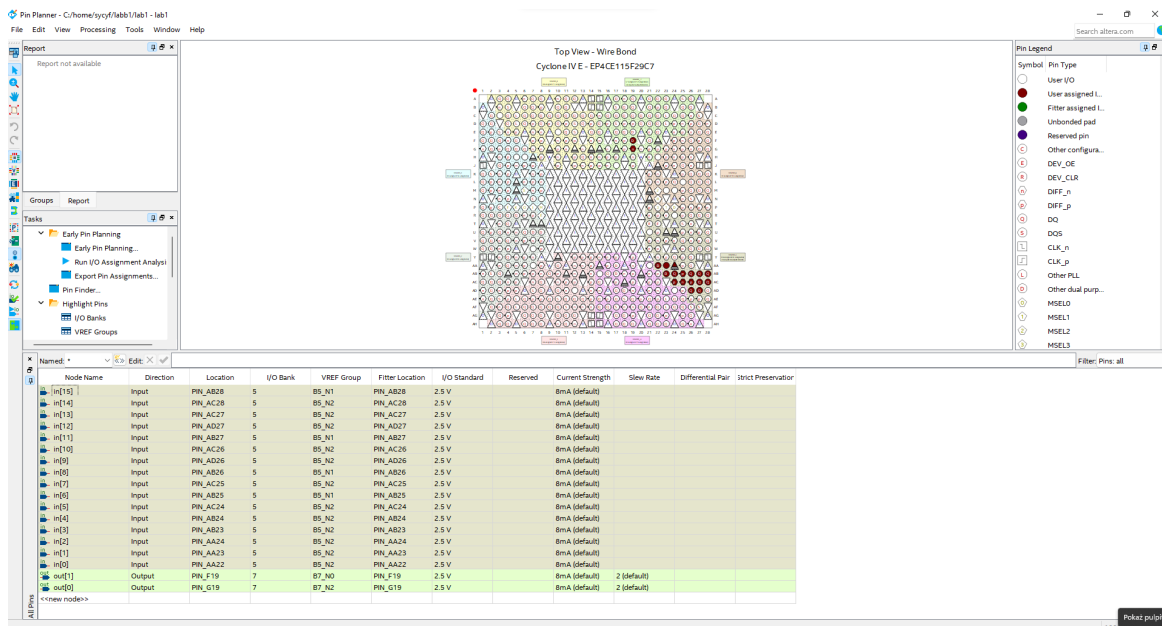 Pin Planner - C:/home/sycyf/labb1/lab1 - lab1
File Edit View Processing Tools Window Help
Search altera.com
Report
Report not available
Groups Report
Tasks
Early Pin Planning
Early Pin Planning...
Run I/O Assignment Analysi
Export Pin Assignments...
Pin Finder...
Highlight Pins
I/O Banks
VREF Groups
Top View - Wire Bond
Cyclone IV E - EP4CE115F29C7
Pin Legend
Symbol Pin Type
User I/O
User assigned I...
Fitter assigned I...
Unbonded pad
Reserved pin
Other configura...
DEV_OE
DEV_CLR
DIFF_n
DIFF_p
DQ
DQS
CLK_n
CLK_p
Other PLL
Other dual purp...
MSEL0
MSEL1
MSEL2
MSEL3
Named: * Edit: Filter: Pins: all
Node Name Direction Location I/O Bank VREF Group Fitter Location I/O Standard Reserved Current Strength Slew Rate Differential Pair Strict Preservation
in[15] Input PIN_AB28 5 B5_N1 PIN_AB28 2.5 V 8mA (default)
in[14] Input PIN_AC28 5 B5_N2 PIN_AC28 2.5 V 8mA (default)
in[13] Input PIN_AC27 5 B5_N2 PIN_AC27 2.5 V 8mA (default)
in[12] Input PIN_AD27 5 B5_N2 PIN_AD27 2.5 V 8mA (default)
in[11] Input PIN_AB27 5 B5_N1 PIN_AB27 2.5 V 8mA (default)
in[10] Input PIN_AC26 5 B5_N2 PIN_AC26 2.5 V 8mA (default)
in[9] Input PIN_AD26 5 B5_N2 PIN_AD26 2.5 V 8mA (default)
in[8] Input PIN_AB26 5 B5_N1 PIN_AB26 2.5 V 8mA (default)
in[7] Input PIN_AC25 5 B5_N2 PIN_AC25 2.5 V 8mA (default)
in[6] Input PIN_AB25 5 B5_N1 PIN_AB25 2.5 V 8mA (default)
in[5] Input PIN_AC24 5 B5_N2 PIN_AC24 2.5 V 8mA (default)
in[4] Input PIN_AB24 5 B5_N2 PIN_AB24 2.5 V 8mA (default)
in[3] Input PIN_AB23 5 B5_N2 PIN_AB23 2.5 V 8mA (default)
in[2] Input PIN_AA24 5 B5_N2 PIN_AA24 2.5 V 8mA (default)
in[1] Input PIN_AA23 5 B5_N2 PIN_AA23 2.5 V 8mA (default)
in[0] Input PIN_AA22 5 B5_N2 PIN_AA22 2.5 V 8mA (default)
out[1] Output PIN_F19 7 B7_N0 PIN_F19 2.5 V 8mA (default) 2 (default)
out[0] Output PIN_G19 7 B7_N2 PIN_G19 2.5 V 8mA (default) 2 (default)
<<new node>>
All Pins
Pokaż pulpi